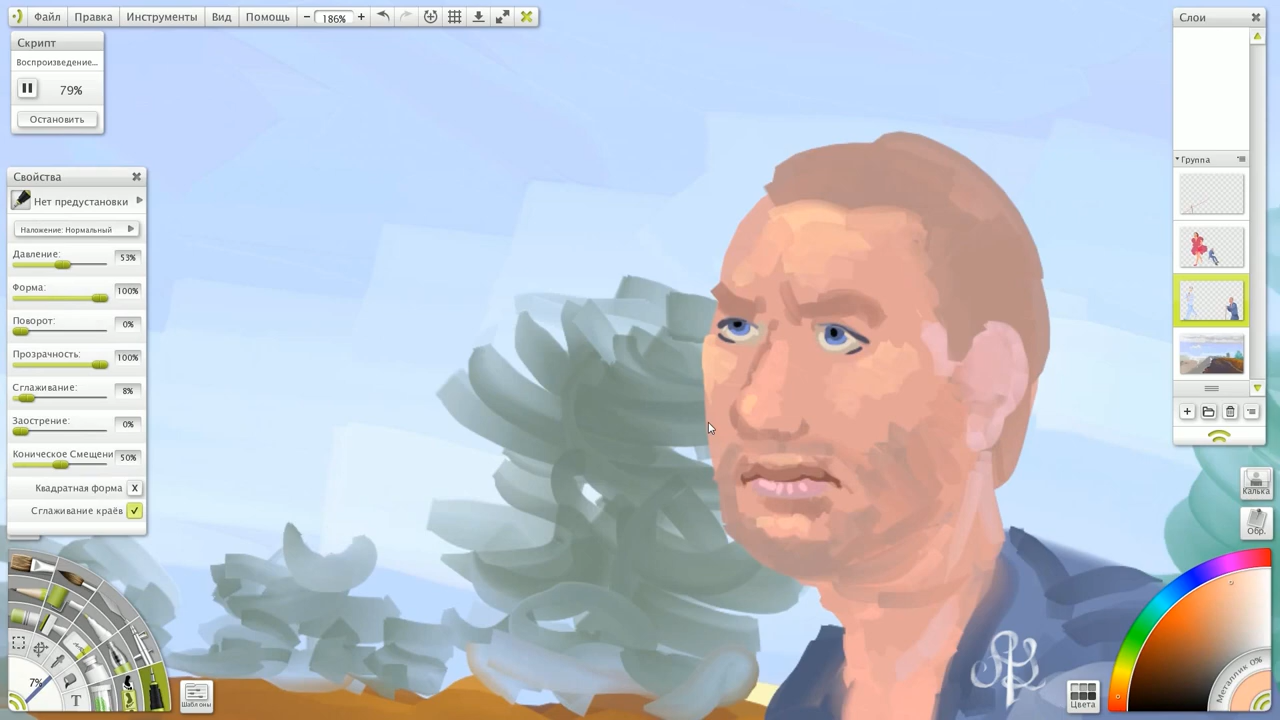 Файл Правка Инструменты Вид Помощь 186%
Слои
Скрипт
Воспроизведение...
79%
Остановить
Группа
Свойства
Нет предустановки
Наложение: Нормальный
Давление: 53%
Форма: 100%
Поворот: 0%
Прозрачность: 100%
Сглаживание: 8%
Заострение: 0%
Коническое Смещени 50%
Квадратная форма X
Сглаживание краёв
Калька
Обр.
7%
T
Шаблоны
Цвета
Металлик 0%